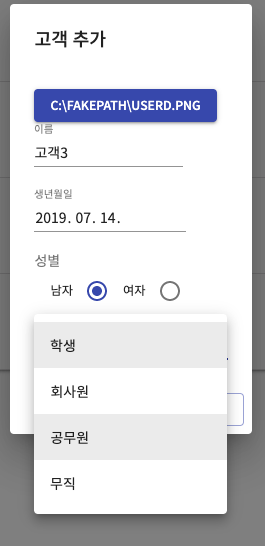 고객 추가
C:\FAKEPATH\USERD.PNG
이름
고객3
생년월일
2019. 07. 14.
성별
남자 여자
학생
회사원
공무원
무직